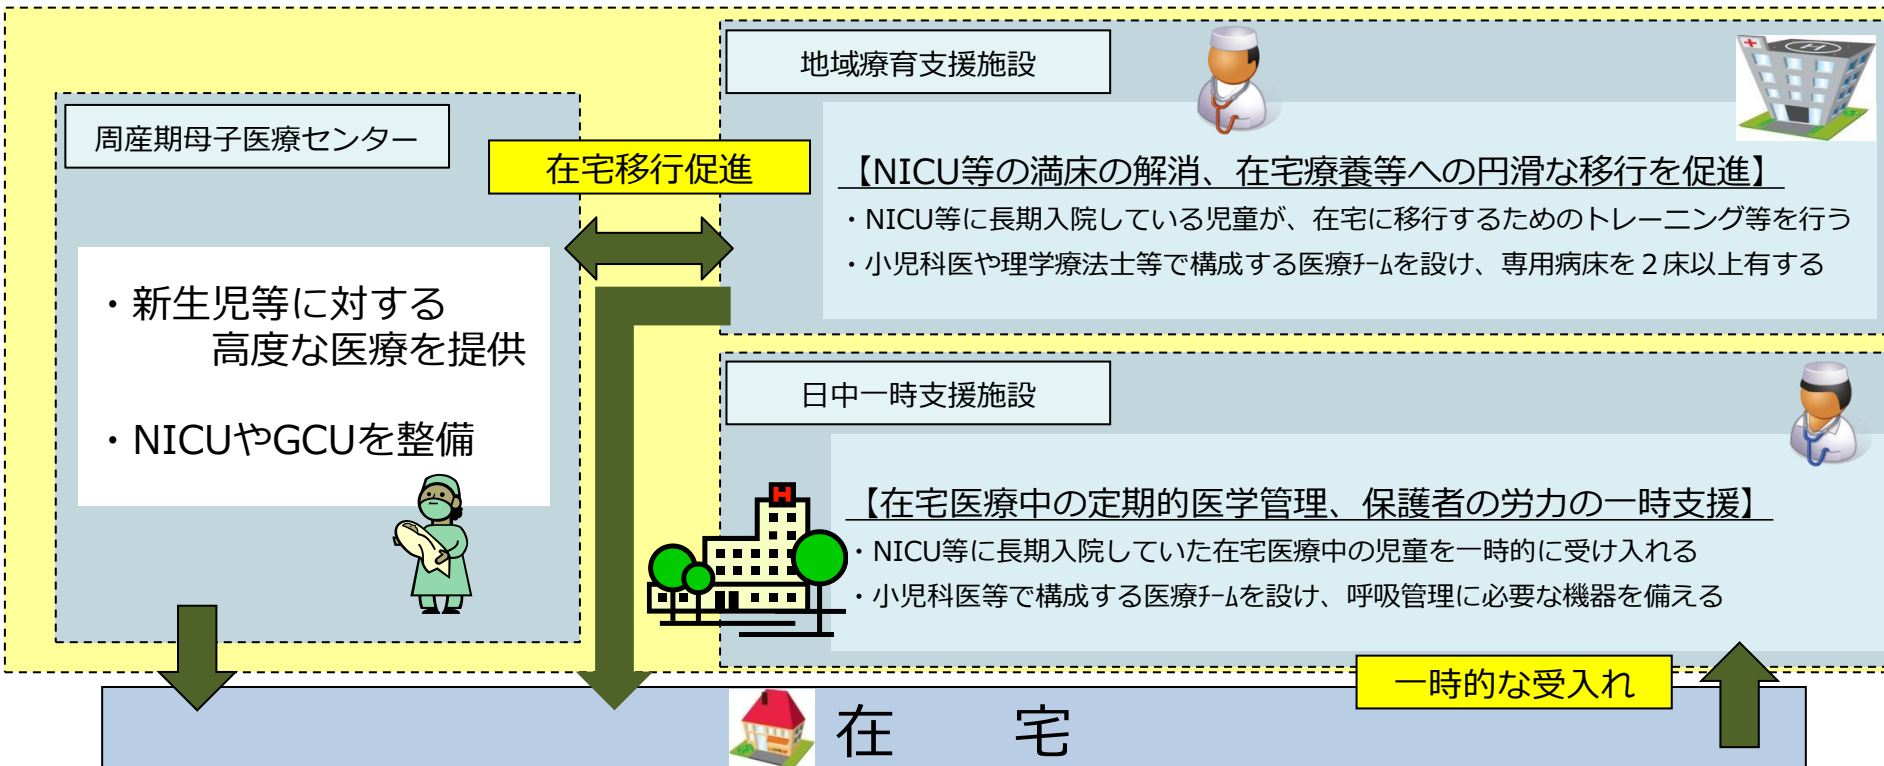 周産期母子医療センター
・新生児等に対する
高度な医療を提供
・NICUやGCUを整備
在宅移行促進
地域療育支援施設
【NICU等の満床の解消、在宅療養等への円滑な移行を促進】
・NICU等に長期入院している児童が、在宅に移行するためのトレーニング等を行う
・小児科医や理学療法士等で構成する医療ﾁｰﾑを設け、専用病床を２床以上有する
日中一時支援施設
H
【在宅医療中の定期的医学管理、保護者の労力の一時支援】
・NICU等に長期入院していた在宅医療中の児童を一時的に受け入れる
・小児科医等で構成する医療ﾁｰﾑを設け、呼吸管理に必要な機器を備える
一時的な受入れ
在　宅